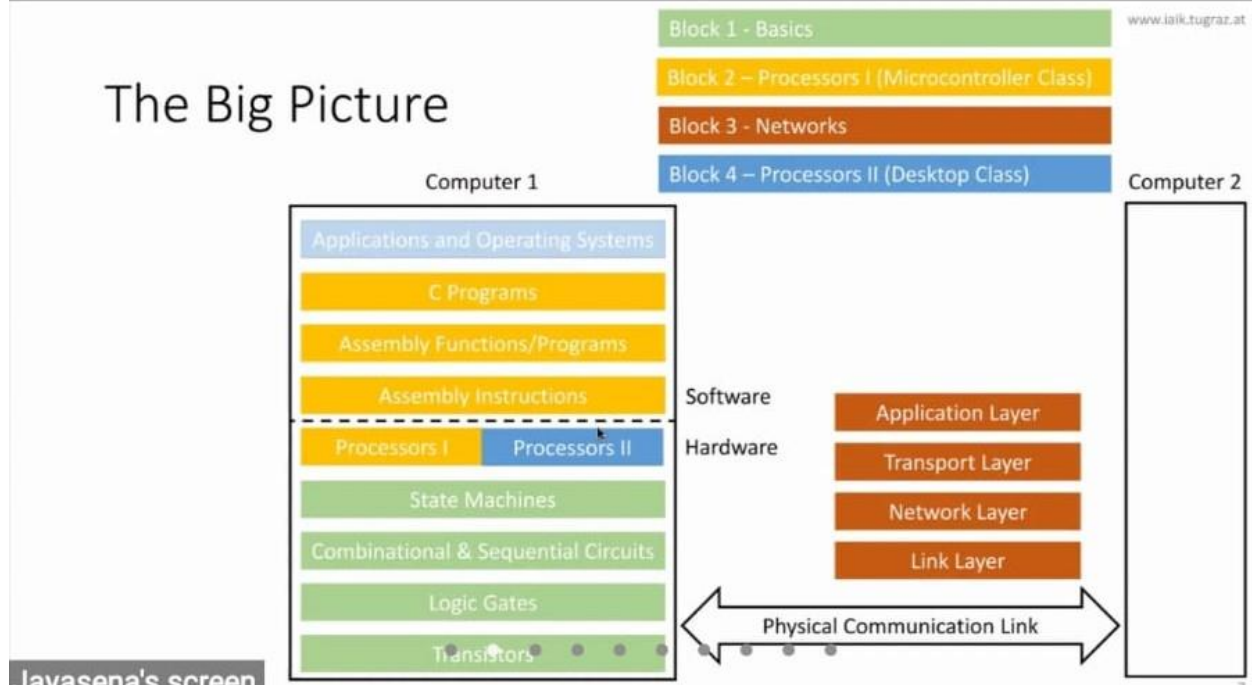 www.iaik.tugraz.at
The Big Picture
Block 1 - Basics
Block 2 – Processors I (Microcontroller Class)
Block 3 - Networks
Block 4 – Processors II (Desktop Class)
Computer 1
Computer 2
Applications and Operating Systems
C Programs
Assembly Functions/Programs
Assembly Instructions
Software
Processors I
Processors II
Hardware
State Machines
Combinational & Sequential Circuits
Logic Gates
Transistors
Application Layer
Transport Layer
Network Layer
Link Layer
Physical Communication Link
screen